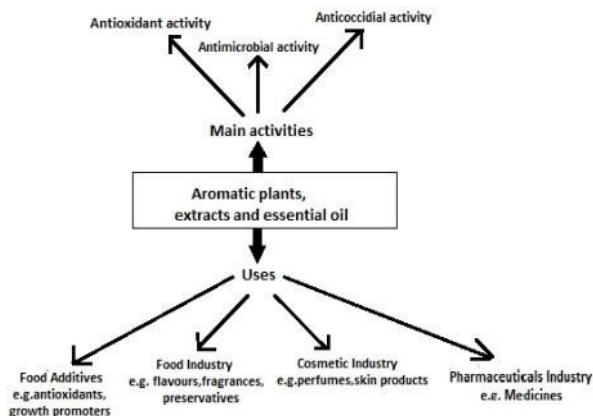 Antioxidant activity
Anticoccidial activity
Antimicrobial activity
Main activities
Aromatic plants,
extracts and essential oil
Uses
Food Additives
e.g.antioxidants,
growth promoters
Food Industry
e.g. flavours,fragrances,
preservatives
Cosmetic Industry
e.g.perfumes,skin products
Pharmaceuticals Industry
e.g. Medicines